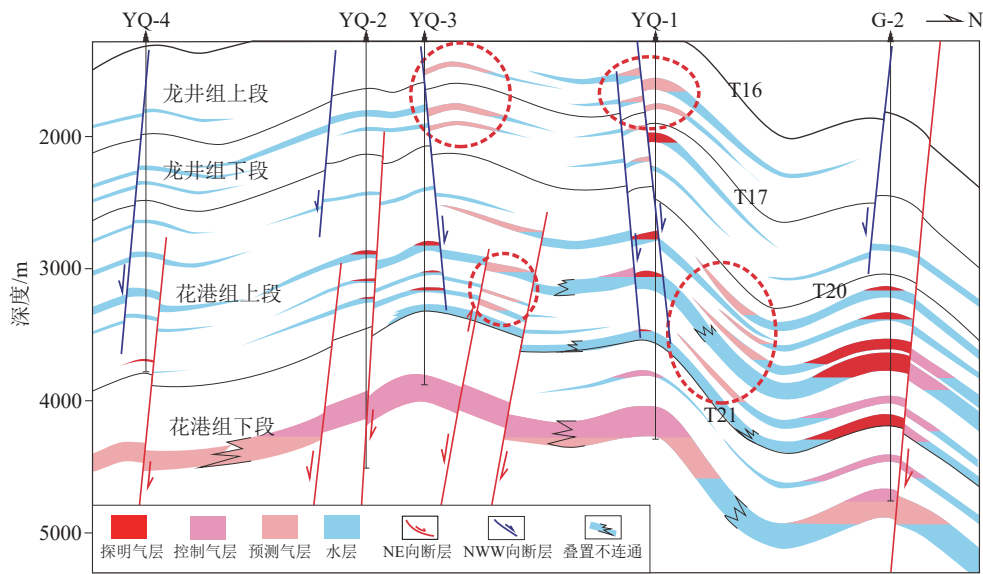 YQ-4 YQ-2 YQ-3 YQ-1 G-2 N
T16
龙井组上段
2000
龙井组下段
T17
3000
花港组上段
T20
深度/m
4000
T21
花港组下段
5000
探明气层 控制气层 预测气层 水层 NE向断层 NWW向断层 叠置不连通